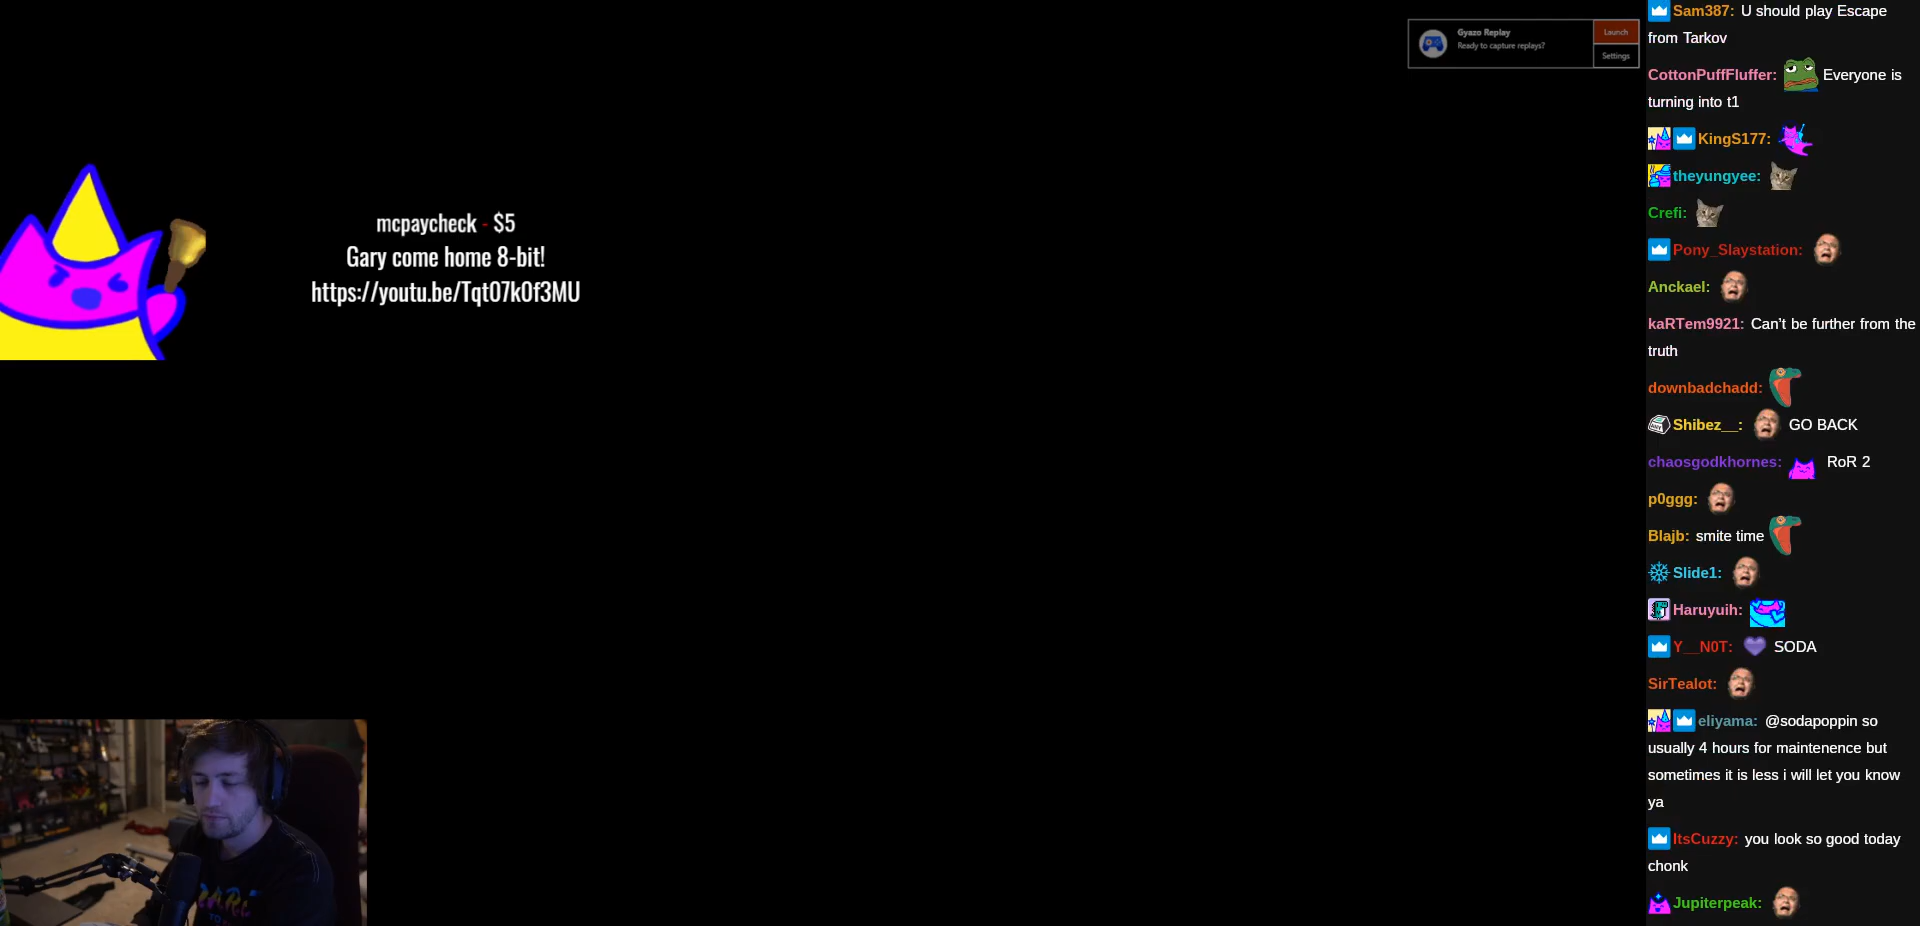 Gyazo Replay
Ready to capture replays?
Launch
Settings
mcpaycheck - $5
Gary come home 8-bit!
https://youtu.be/Tqt07k0f3MU
Sam387: U should play Escape
from Tarkov
CottonPuffFluffer: Everyone is
turning into t1
KingS177:
theyungyee:
Crefi:
Pony_Slaystation:
Anckael:
kaRTem9921: Can't be further from the
truth
downbadchadd:
Shibez__: GO BACK
chaosgodkhornes: RoR 2
p0ggg:
Blajb: smite time
Slide1:
Haruyuih:
Y__N0T: SODA
SirTealot:
eliyama: @sodapoppin so
usually 4 hours for maintenence but
sometimes it is less i will let you know
ya
ItsCuzzy: you look so good today
chonk
Jupiterpeak: